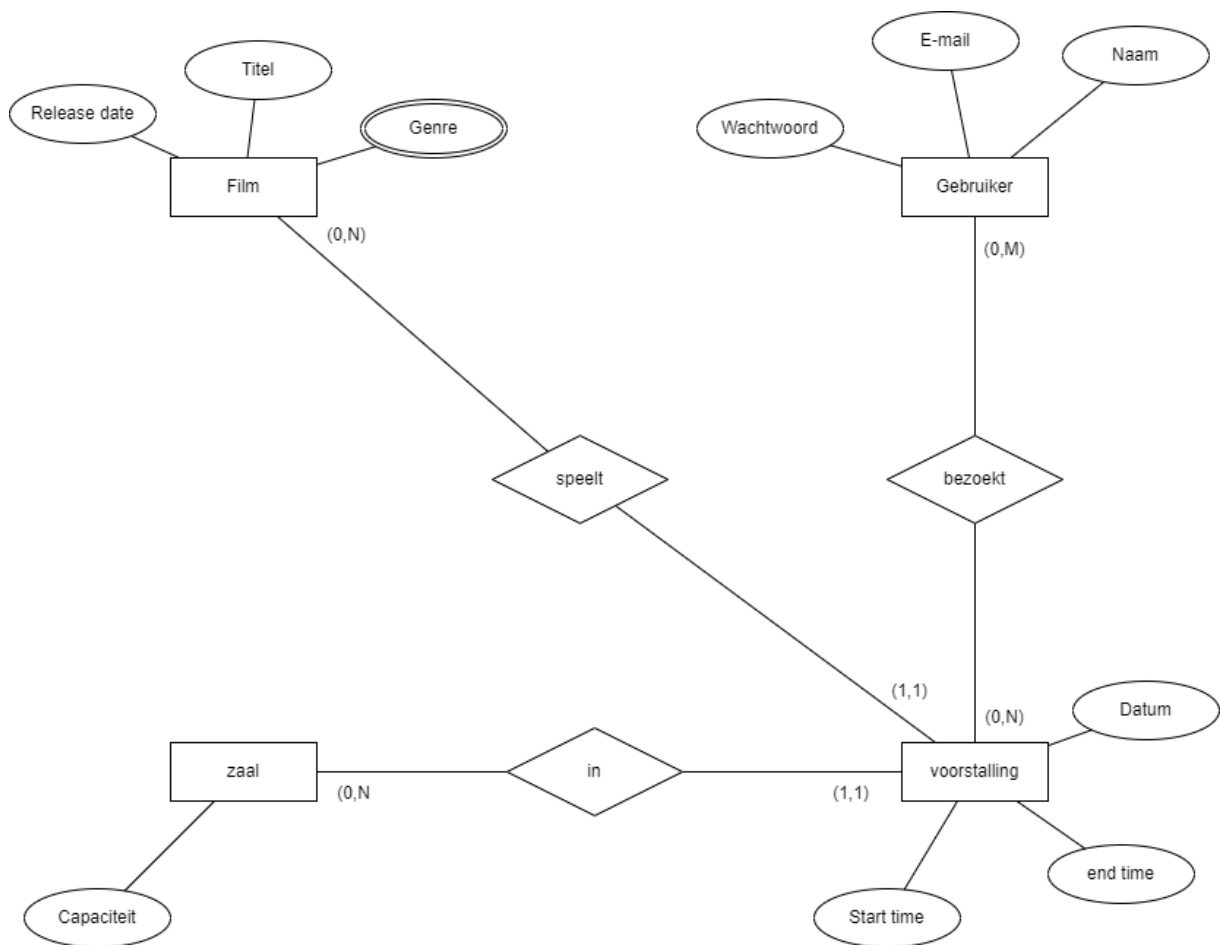 E-mail
Titel
Naam
Release date
Genre
Wachtwoord
Film
Gebruiker
(0,N)
(0,M)
speelt
bezoekt
(1,1)
(0,N)
Datum
zaal
in
voorstalling
(0,N
(1,1)
end time
Capaciteit
Start time